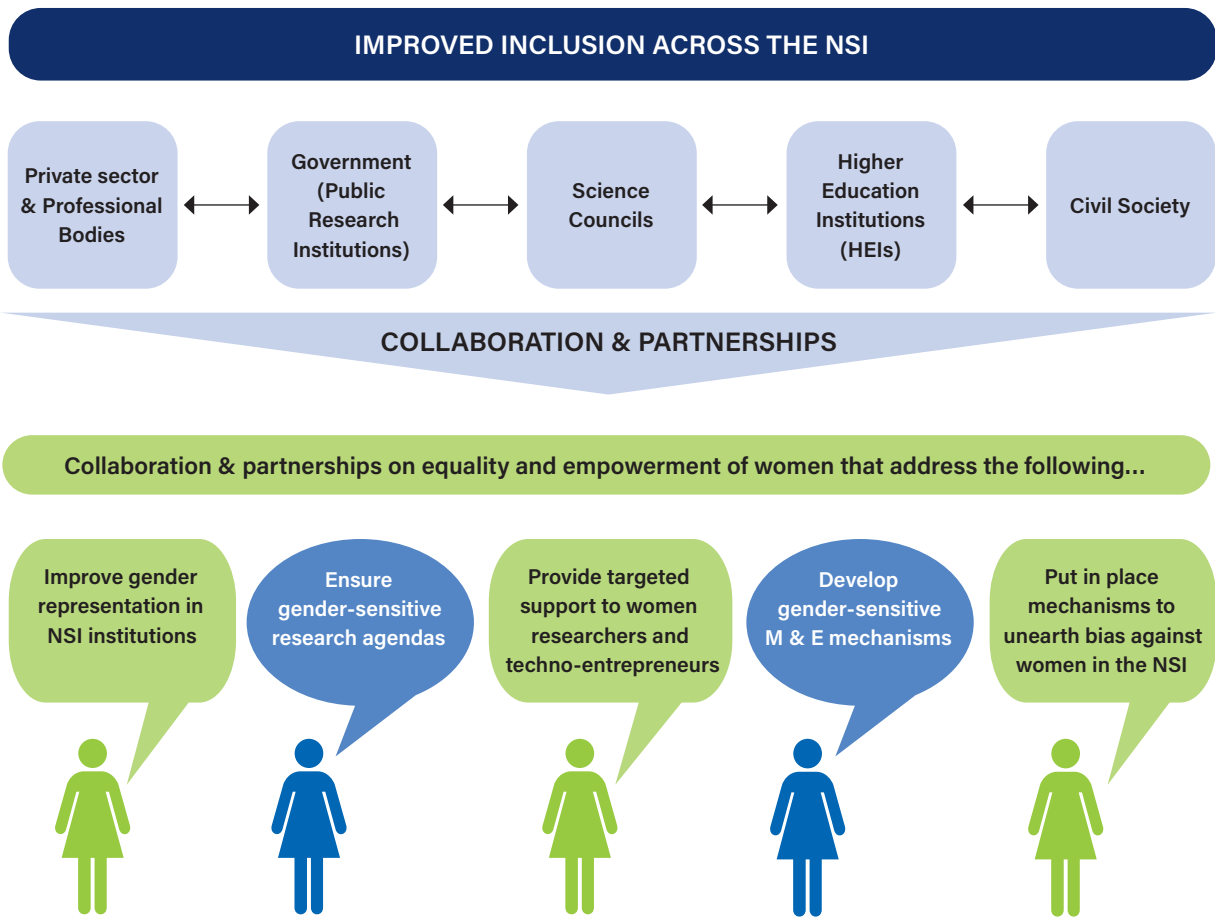 IMPROVED INCLUSION ACROSS THE NSI
Private sector
& Professional
Bodies
Government
(Public
Research
Institutions)
Science
Councils
Higher
Education
Institutions
(HEIs)
Civil Society
COLLABORATION & PARTNERSHIPS
Collaboration & partnerships on equality and empowerment of women that address the following...
Improve gender
representation in
NSI institutions
Ensure
gender-sensitive
research agendas
Provide targeted
support to women
researchers and
techno-entrepreneurs
Develop
gender-sensitive
M & E mechanisms
Put in place
mechanisms to
unearth bias against
women in the NSI